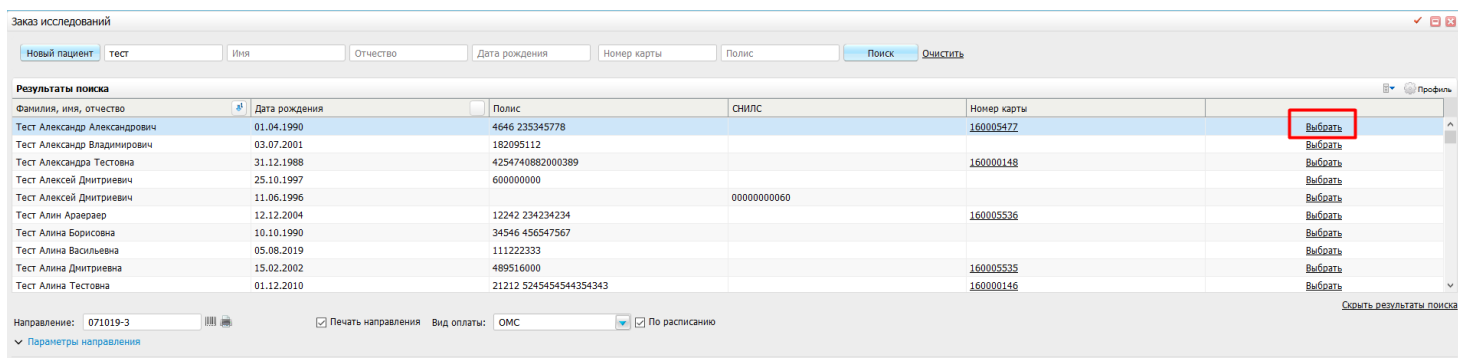 Заказ исследований
Новый пациент тест Имя Отчество Дата рождения Номер карты Полис Поиск Очистить
Результаты поиска Профиль
Фамилия, имя, отчество Дата рождения Полис СНИЛС Номер карты
Тест Александр Александрович 01.04.1990 4646 235345778 160005477 Выбрать
Тест Александр Владимирович 03.07.2001 182095112 Выбрать
Тест Александра Тестовна 31.12.1988 4254740882000389 160000148 Выбрать
Тест Алексей Дмитриевич 25.10.1997 600000000 Выбрать
Тест Алексей Дмитриевич 11.06.1996 00000000060 Выбрать
Тест Алин Араераер 12.12.2004 12242 234234234 160005536 Выбрать
Тест Алина Борисовна 10.10.1990 34546 456547567 Выбрать
Тест Алина Васильевна 05.08.2019 111222333 Выбрать
Тест Алина Дмитриевна 15.02.2002 489516000 160005535 Выбрать
Тест Алина Тестовна 01.12.2010 21212 5245454544354343 160000146 Выбрать
Скрыть результаты поиска
Направление: 071019-3 Печать направления Вид оплаты: ОМС По расписанию
Параметры направления